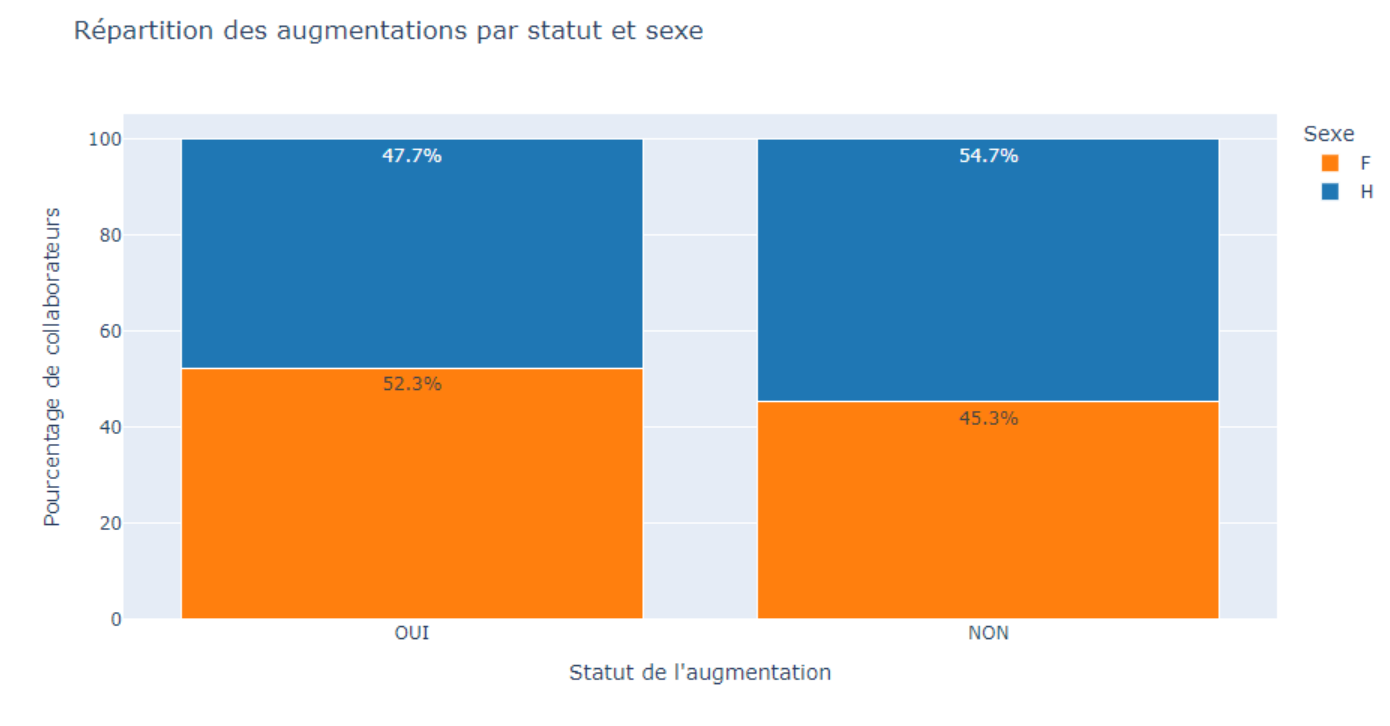 Répartition des augmentations par statut et sexe
Sexe
F
H
Pourcentage de collaborateurs
100
80
60
40
20
0
47.7%
54.7%
52.3%
45.3%
OUI
NON
Statut de l'augmentation